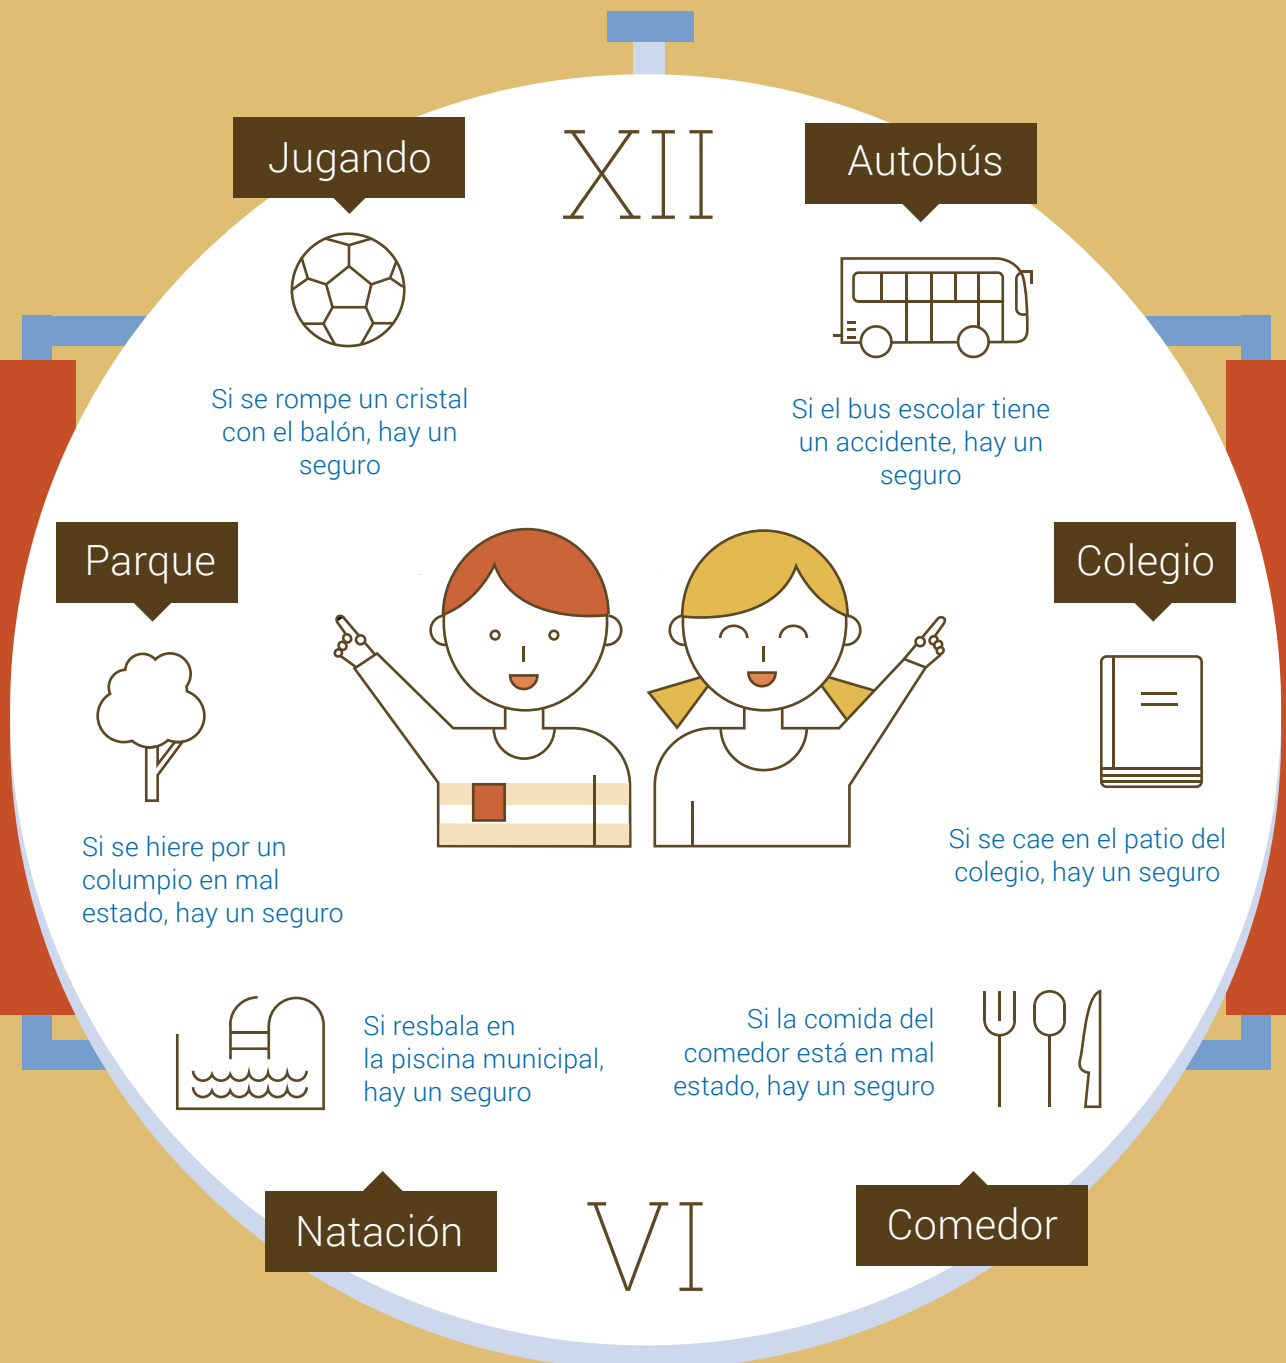 XII
Jugando
Si se rompe un cristal
con el balón, hay un
seguro
Autobús
Si el bus escolar tiene
un accidente, hay un
seguro
Parque
Si se hiere por un
columpio en mal
estado, hay un seguro
Colegio
Si se cae en el patio del
colegio, hay un seguro
Si resbala en
la piscina municipal,
hay un seguro
Natación
Si la comida del
comedor está en mal
estado, hay un seguro
Comedor
VI